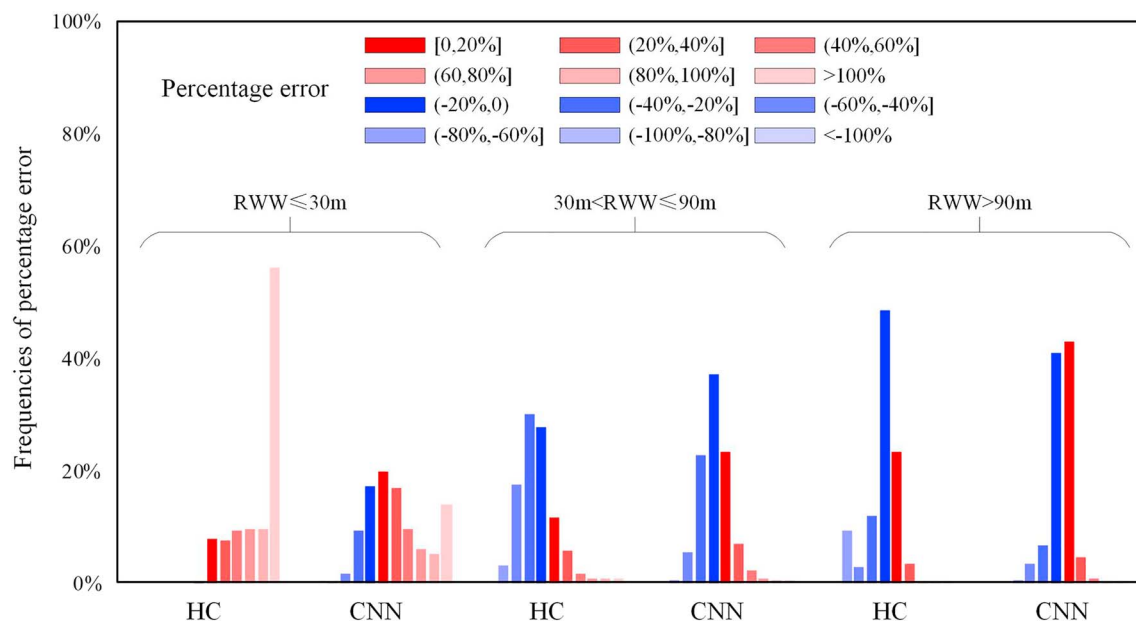 100%
[0,20%] (20%,40%] (40%,60%]
(60,80%] (80%,100%] >100%
Percentage error
(-20%,0) (-40%,-20%] (-60%,-40%]
(-80%,-60%] (-100%,-80%] <-100%
80%
RWW≦30m 30m<RWW≦90m RWW>90m
60%
40%
20%
0%
Frequencies of percentage error
HC CNN HC CNN HC CNN